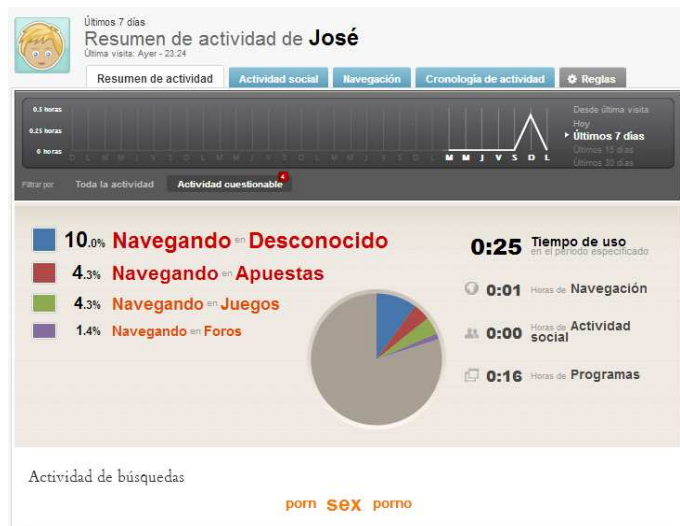 Últimos 7 días
Resumen de actividad de José
Última visita: Ayer - 23:24
Resumen de actividad Actividad social Navegación Cronología de actividad Reglas
0.5 horas
0.25 horas
0 horas
D L M M J V S D L M M J V S D L M M J V S D L M M J V S D L
Desde última visita
Hoy
Últimos 7 días
Últimos 15 días
Últimos 30 días
Filtrar por Toda la actividad Actividad cuestionable 4
10.0% Navegando en Desconocido
4.3% Navegando en Apuestas
4.3% Navegando en Juegos
1.4% Navegando en Foros
0:25 Tiempo de uso
en el periodo especificado
0:01 Horas de Navegación
0:00 Horas de Actividad
social
0:16 Horas de Programas
Actividad de búsquedas
porn sex porno